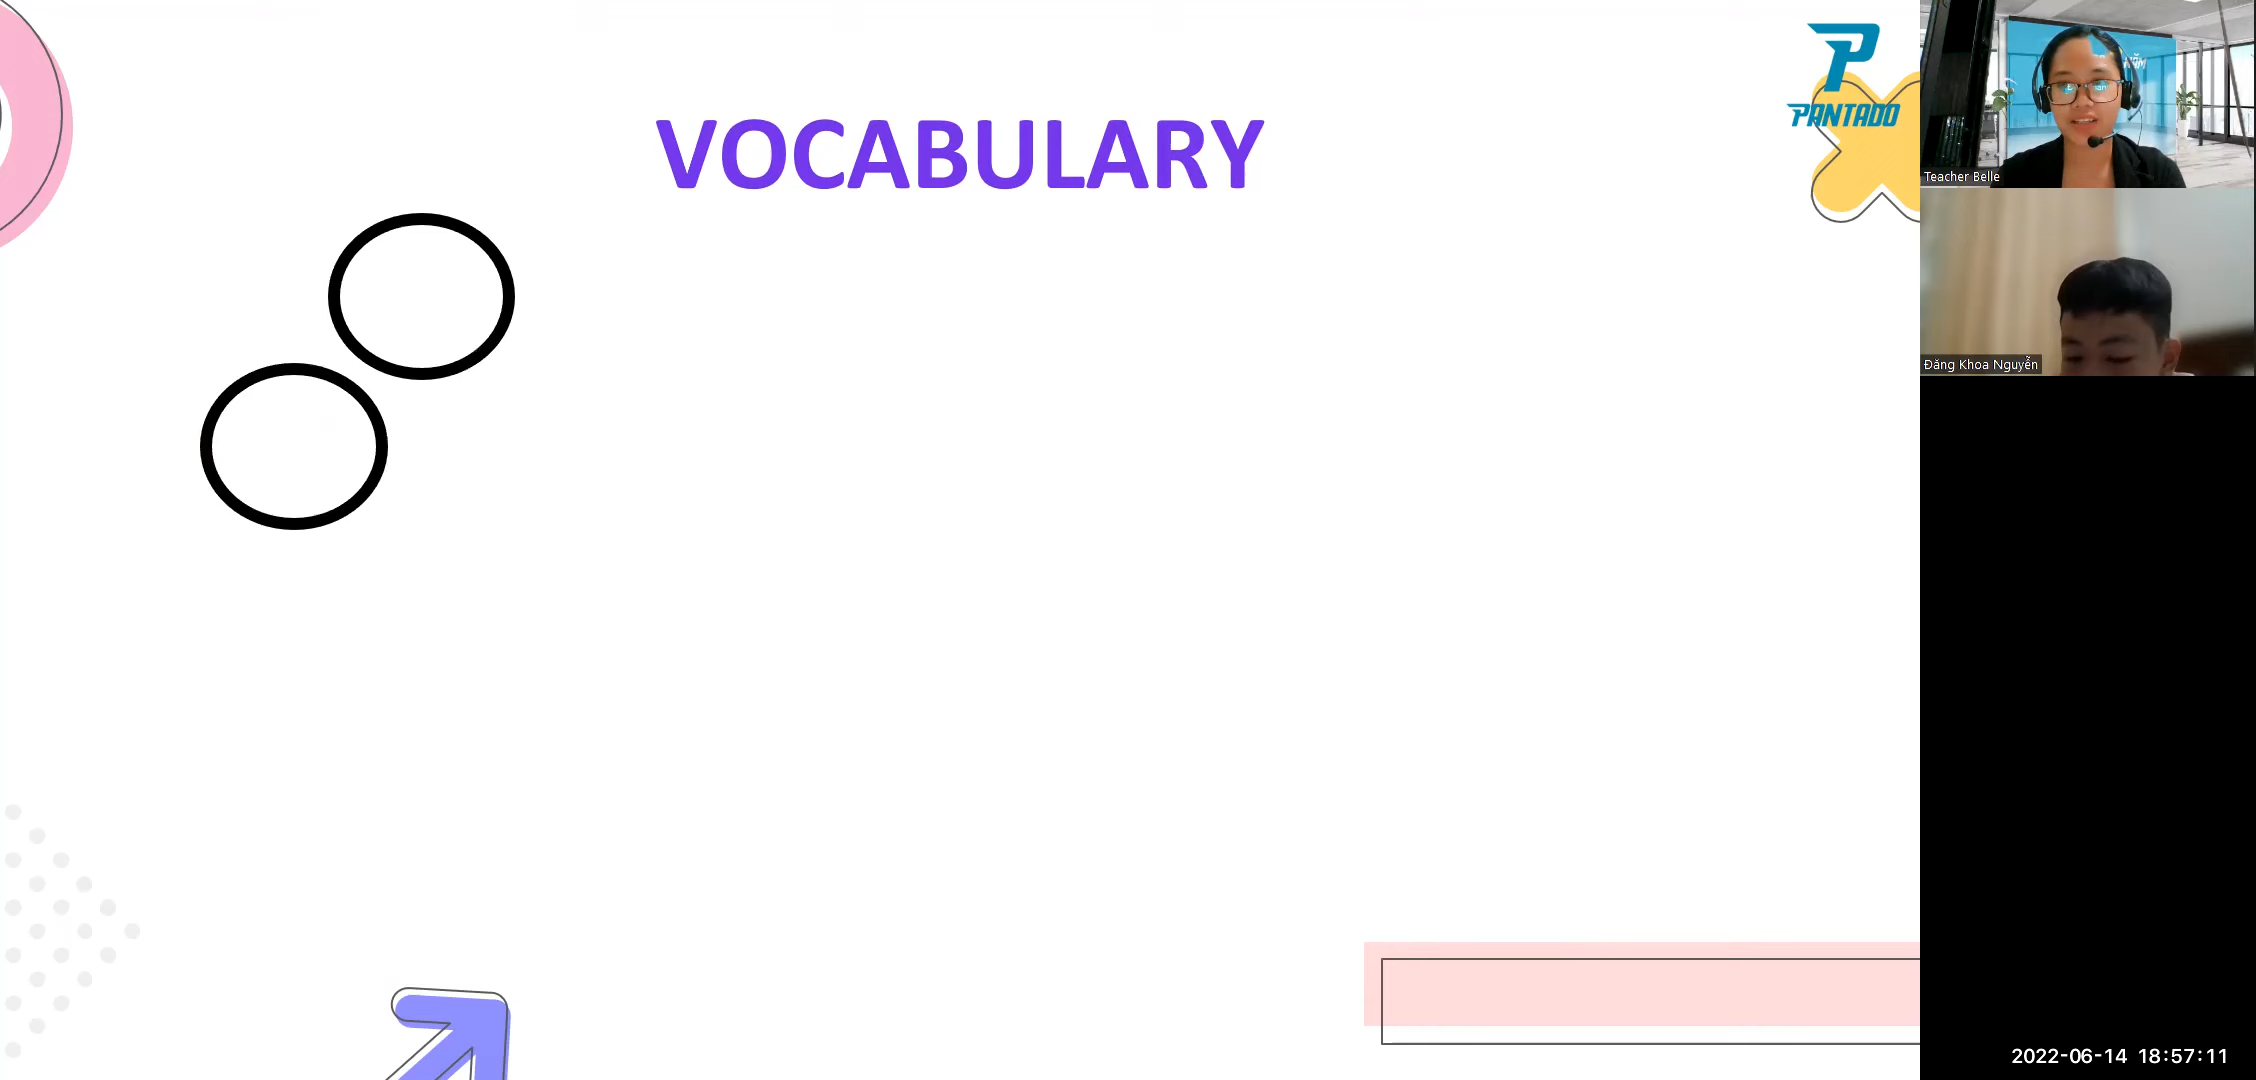 VOCABULARY
PANTADO
Teacher Belle
Đăng Khoa Nguyễn
2022-06-14 18:57:11